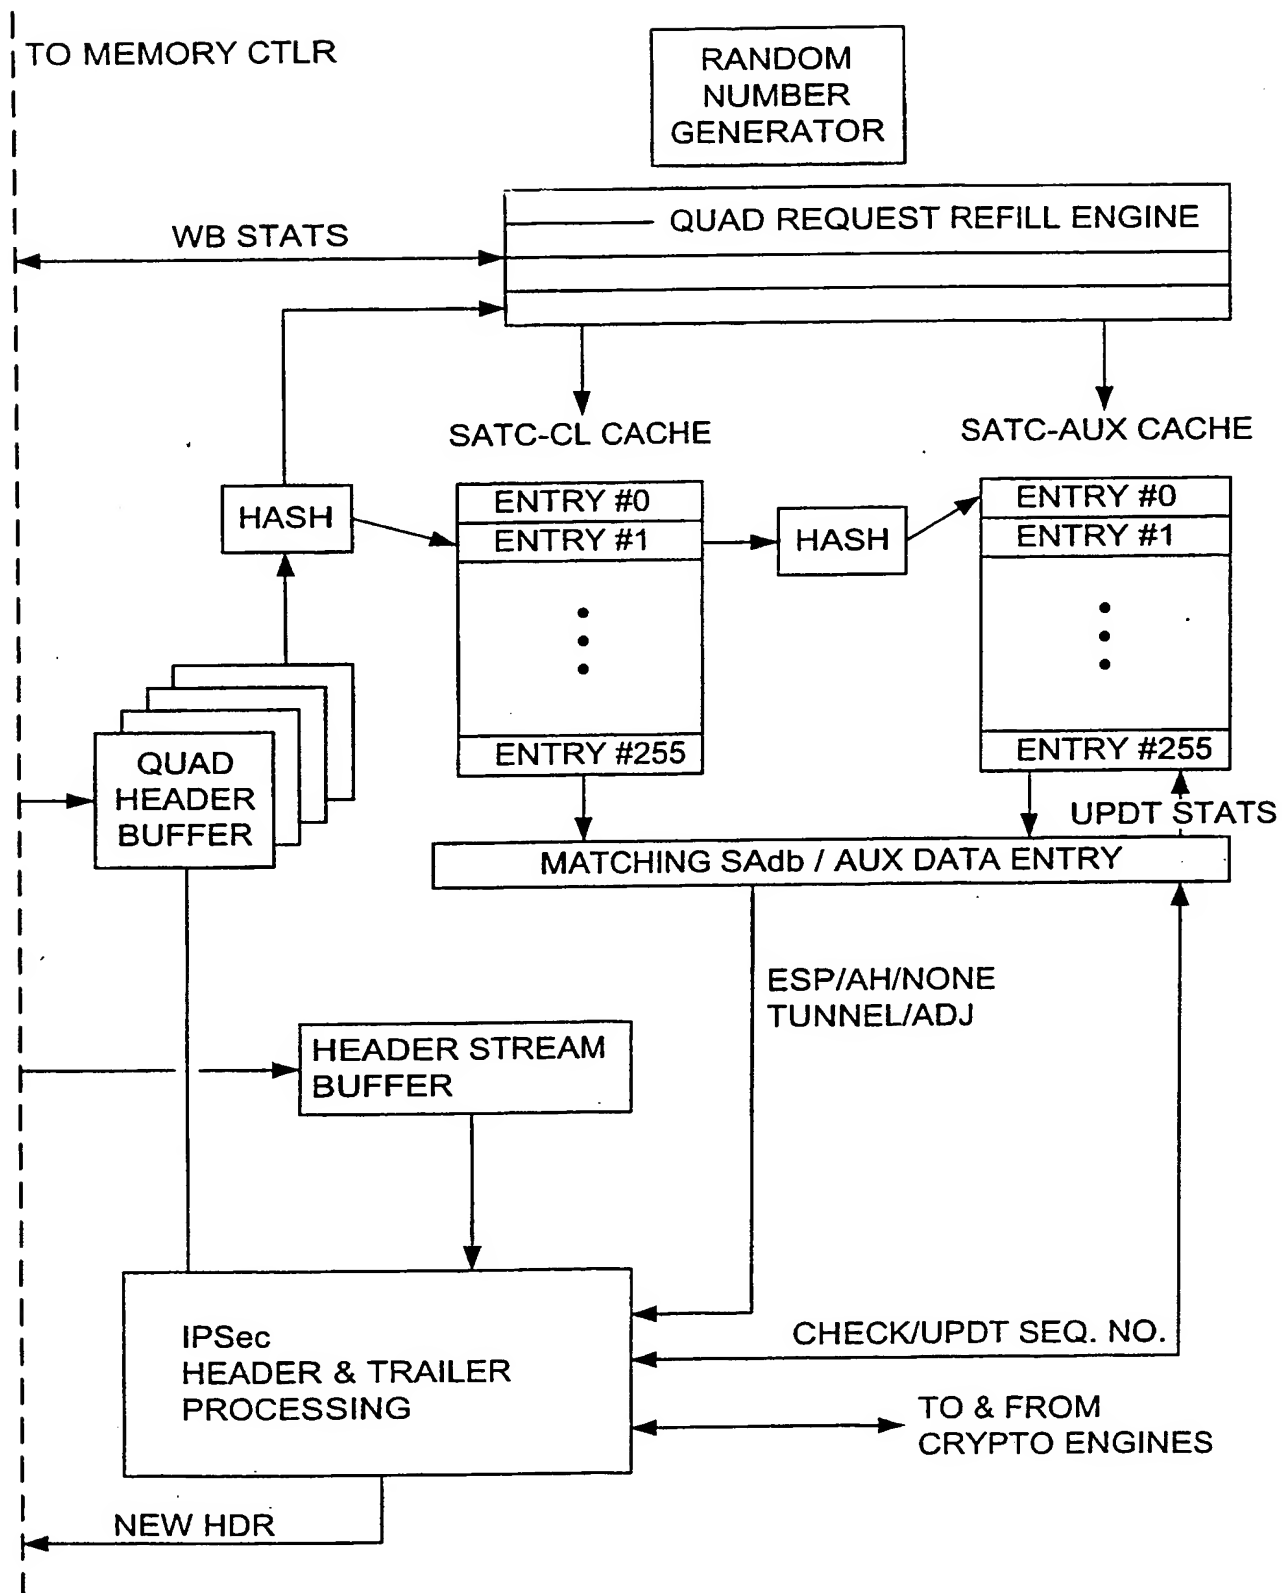 TO MEMORY CTLR
RANDOM
NUMBER
GENERATOR
WB STATS
QUAD REQUEST REFILL ENGINE
SATC-CL CACHE
SATC-AUX CACHE
HASH
ENTRY #0
ENTRY #1
ENTRY #255
HASH
ENTRY #0
ENTRY #1
ENTRY #255
QUAD
HEADER
BUFFER
UPDT STATS
MATCHING SAdb / AUX DATA ENTRY
ESP/AH/NONE
TUNNEL/ADJ
HEADER STREAM
BUFFER
IPSec
HEADER & TRAILER
PROCESSING
CHECK/UPDT SEQ. NO.
TO & FROM
CRYPTO ENGINES
NEW HDR